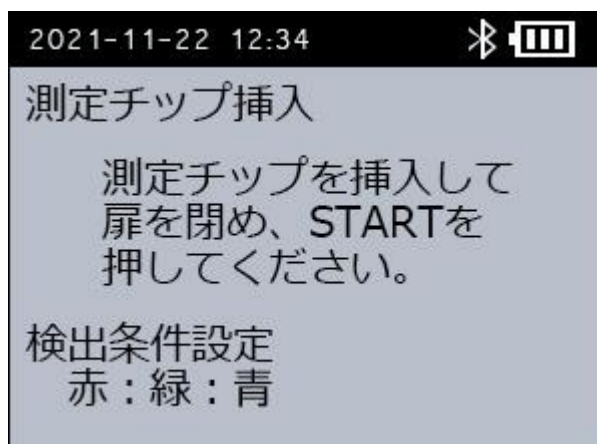 2021-11-22 12:34
測定チップ挿入
測定チップを挿入して
扉を閉め、STARTを
押してください。
検出条件設定
赤：緑：青